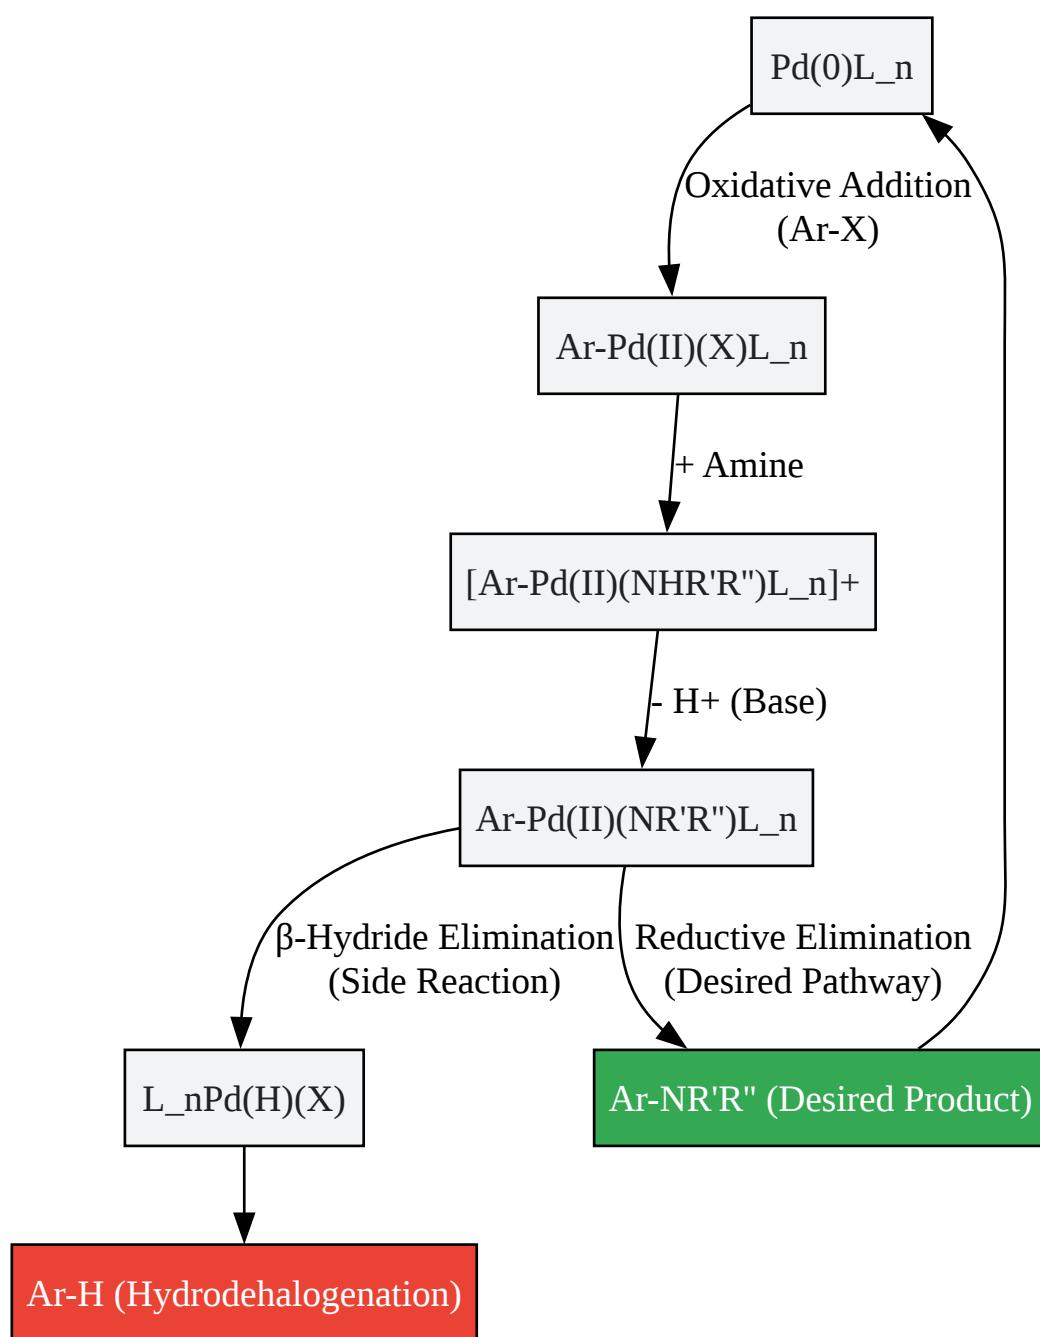 Pd(0)L_n
Oxidative Addition
(Ar-X)
Ar-Pd(II)(X)L_n
+ Amine
[Ar-Pd(II)(NHR'R")L_n]+
- H+ (Base)
Ar-Pd(II)(NR'R")L_n
β-Hydride Elimination
(Side Reaction)
Reductive Elimination
(Desired Pathway)
L_nPd(H)(X)
Ar-NR'R" (Desired Product)
Ar-H (Hydrodehalogenation)